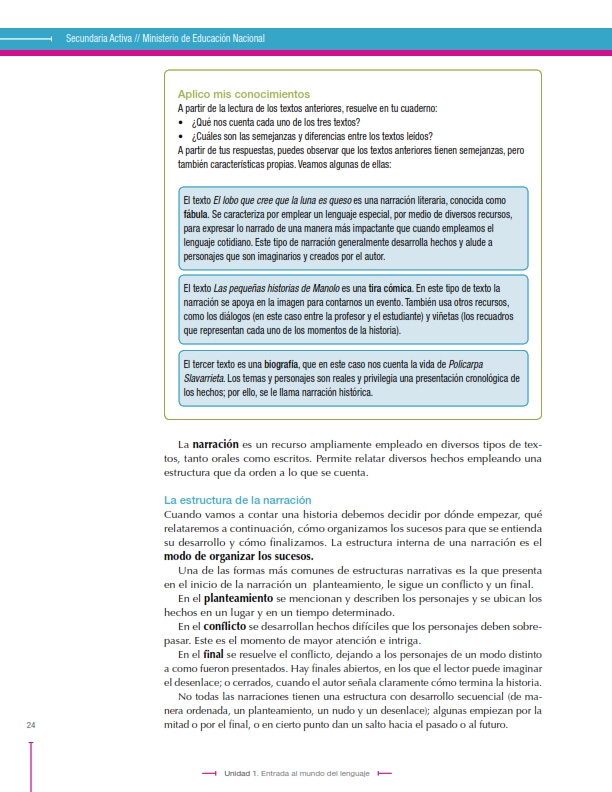 Secundaria Activa // Ministerio de Educación Nacional
Aplico mis conocimientos
A partir de la lectura de los textos anteriores, resuelve en tu cuaderno:
• ¿Qué nos cuenta cada uno de los tres textos?
• ¿Cuáles son las semejanzas y diferencias entre los textos leídos?
A partir de tus respuestas, puedes observar que los textos anteriores tienen semejanzas, pero
también características propias. Veamos algunas de ellas:
El texto El lobo que cree que la luna es queso es una narración literaria, conocida como
fábula. Se caracteriza por emplear un lenguaje especial, por medio de diversos recursos,
para expresar lo narrado de una manera más impactante que cuando empleamos el
lenguaje cotidiano. Este tipo de narración generalmente desarrolla hechos y alude a
personajes que son imaginarios y creados por el autor.
El texto Las pequeñas historias de Manolo es una tira cómica. En este tipo de texto la
narración se apoya en la imagen para contarnos un evento. También usa otros recursos,
como los diálogos (en este caso entre la profesor y el estudiante) y viñetas (los recuadros
que representan cada uno de los momentos de la historia).
El tercer texto es una biografía, que en este caso nos cuenta la vida de Policarpa
Slavarrieta. Los temas y personajes son reales y privilegia una presentación cronológica de
los hechos; por ello, se le llama narración histórica.
La narración es un recurso ampliamente empleado en diversos tipos de tex-
tos, tanto orales como escritos. Permite relatar diversos hechos empleando una
estructura que da orden a lo que se cuenta.
La estructura de la narración
Cuando vamos a contar una historia debemos decidir por dónde empezar, qué
relataremos a continuación, cómo organizamos los sucesos para que se entienda
su desarrollo y cómo finalizamos. La estructura interna de una narración es el
modo de organizar los sucesos.
Una de las formas más comunes de estructuras narrativas es la que presenta
en el inicio de la narración un planteamiento, le sigue un conflicto y un final.
En el planteamiento se mencionan y describen los personajes y se ubican los
hechos en un lugar y en un tiempo determinado.
En el conflicto se desarrollan hechos difíciles que los personajes deben sobre-
pasar. Este es el momento de mayor atención e intriga.
En el final se resuelve el conflicto, dejando a los personajes de un modo distinto
a como fueron presentados. Hay finales abiertos, en los que el lector puede imaginar
el desenlace; o cerrados, cuando el autor señala claramente cómo termina la historia.
No todas las narraciones tienen una estructura con desarrollo secuencial (de ma-
nera ordenada, un planteamiento, un nudo y un desenlace); algunas empiezan por la
mitad o por el final, o en cierto punto dan un salto hacia el pasado o al futuro.
24
Unidad 1. Entrada al mundo del lenguaje